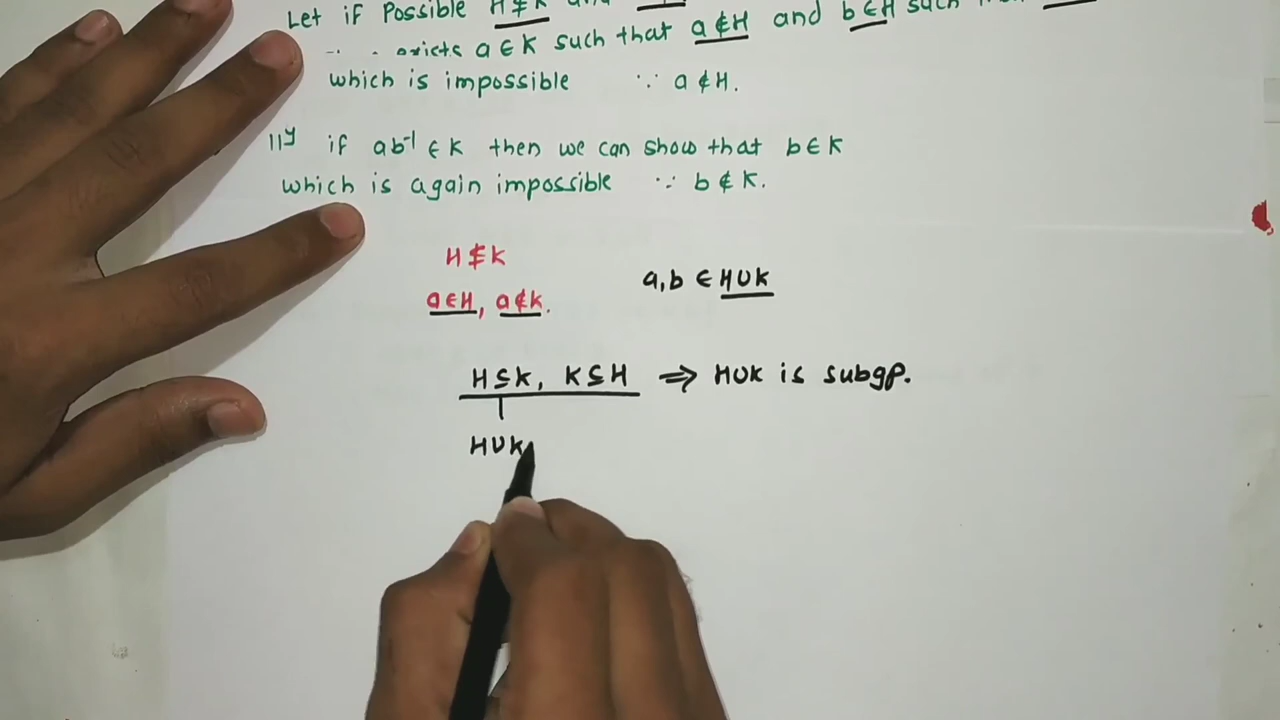 Let if Possible H⊈K and
exists a ∈ K such that a ∉ H and b ∈ H such
which is impossible ∵ a ∉ H.
lly if ab⁻¹ ∈ K then we can show that b ∈ K
which is again impossible ∵ b ∉ K.
H⊈K
a∈H, a∉K.
a,b ∈ H∪K
H⊆K, K⊆H ⇒ H∪K is subgp.
H∪K